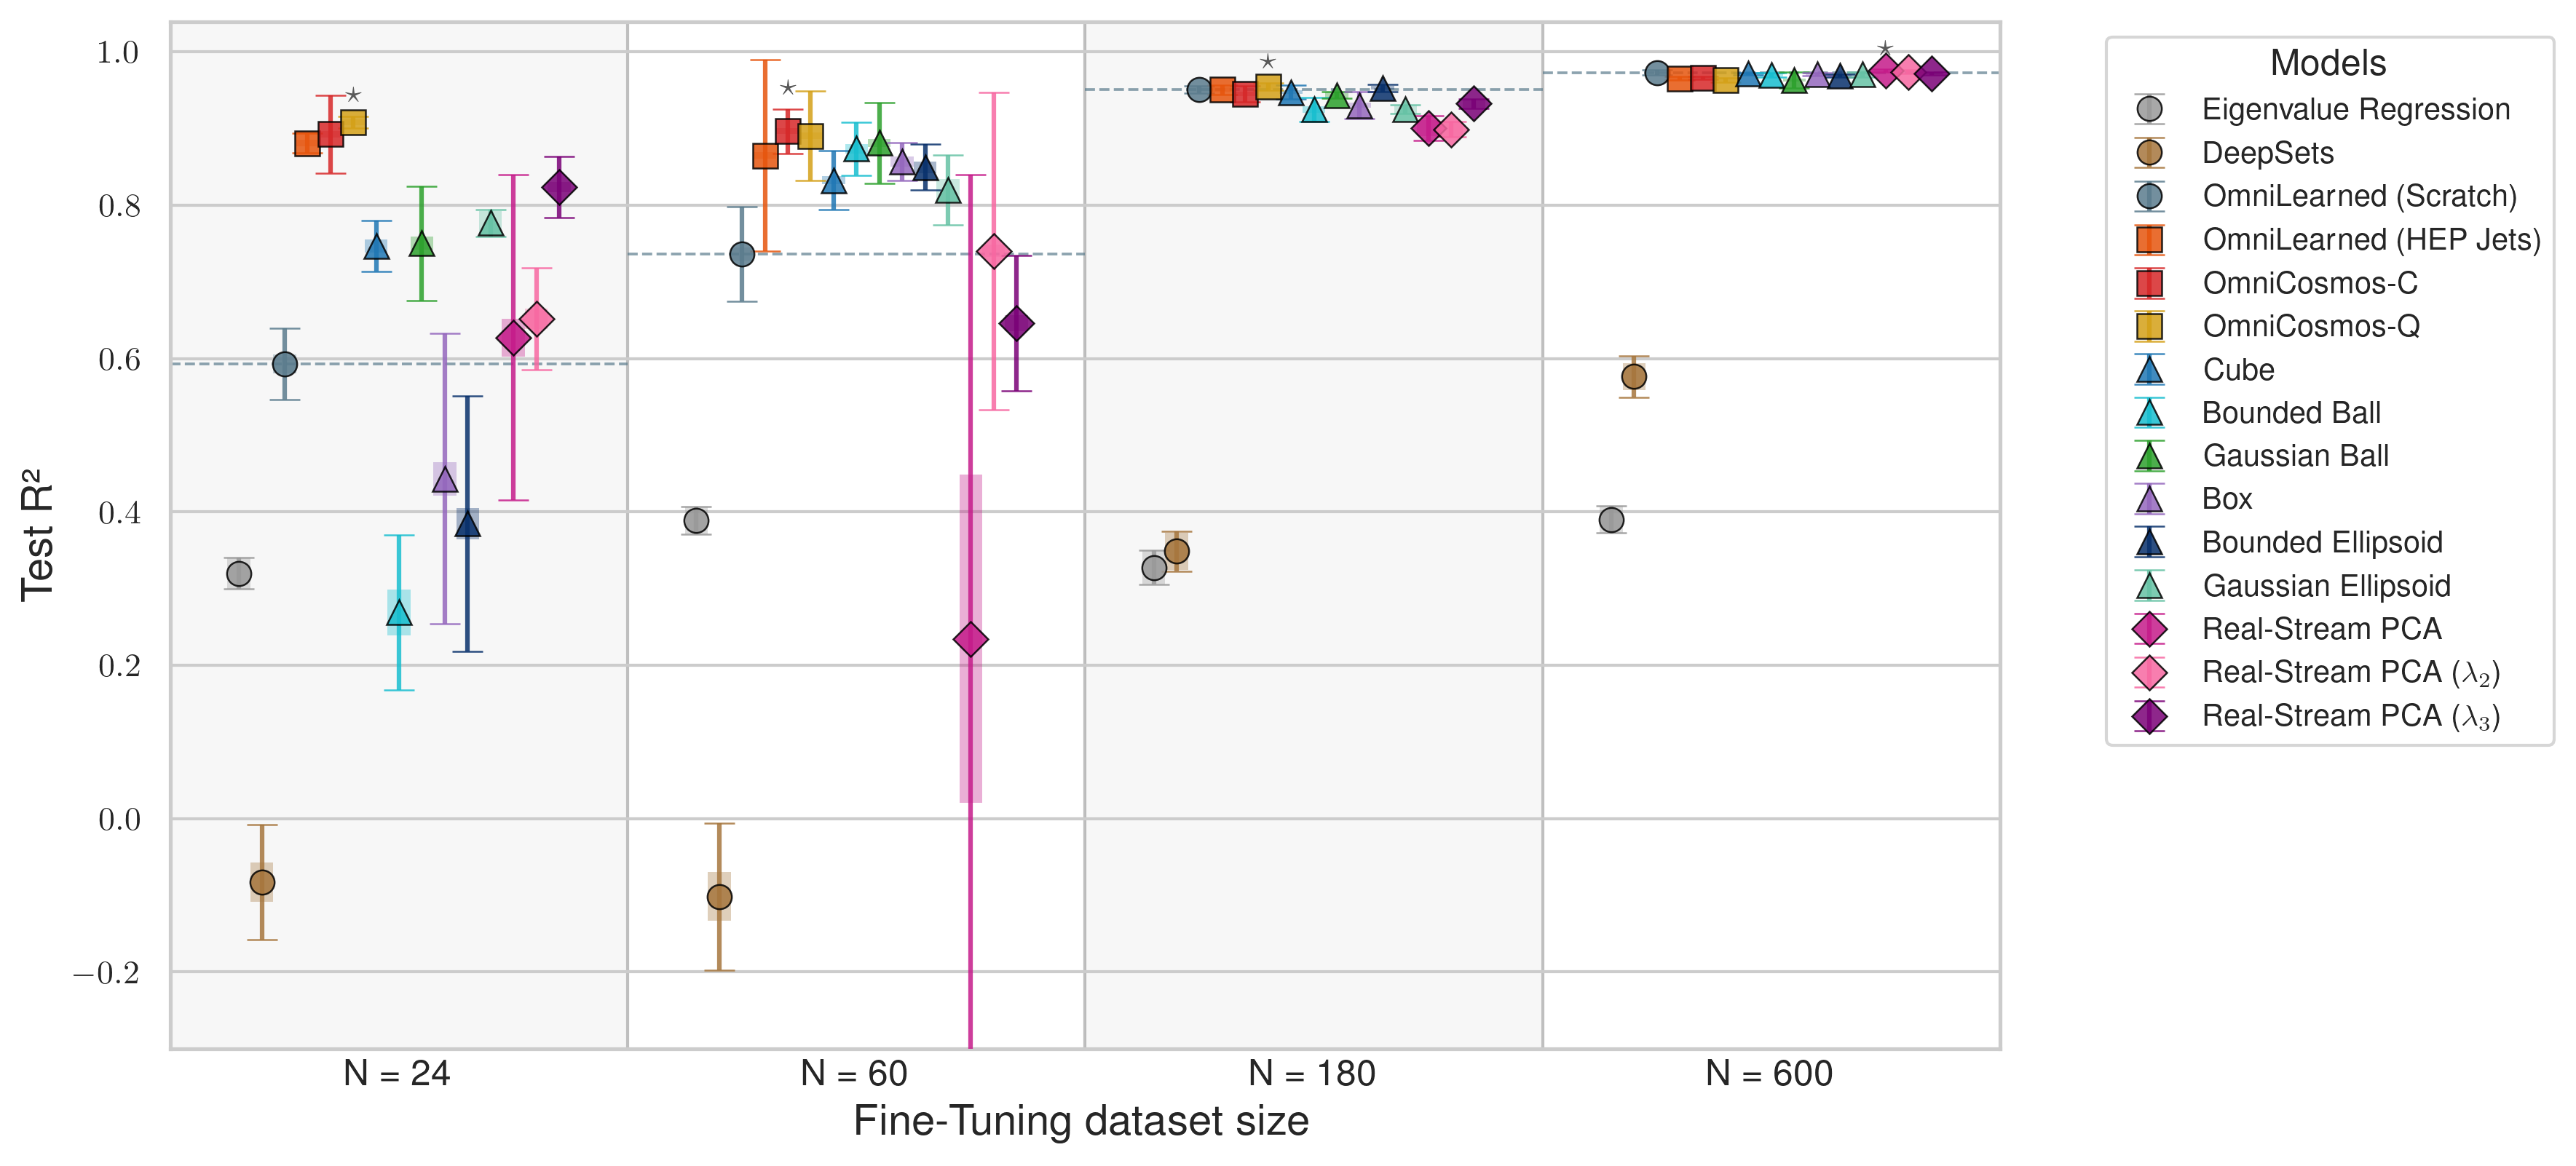 Test R²
1.0
0.8
0.6
0.4
0.2
0.0
−0.2
N = 24
N = 60
N = 180
N = 600
Fine-Tuning dataset size
Models
Eigenvalue Regression
DeepSets
OmniLearned (Scratch)
OmniLearned (HEP Jets)
OmniCosmos-C
OmniCosmos-Q
Cube
Bounded Ball
Gaussian Ball
Box
Bounded Ellipsoid
Gaussian Ellipsoid
Real-Stream PCA
Real-Stream PCA (λ₂)
Real-Stream PCA (λ₃)